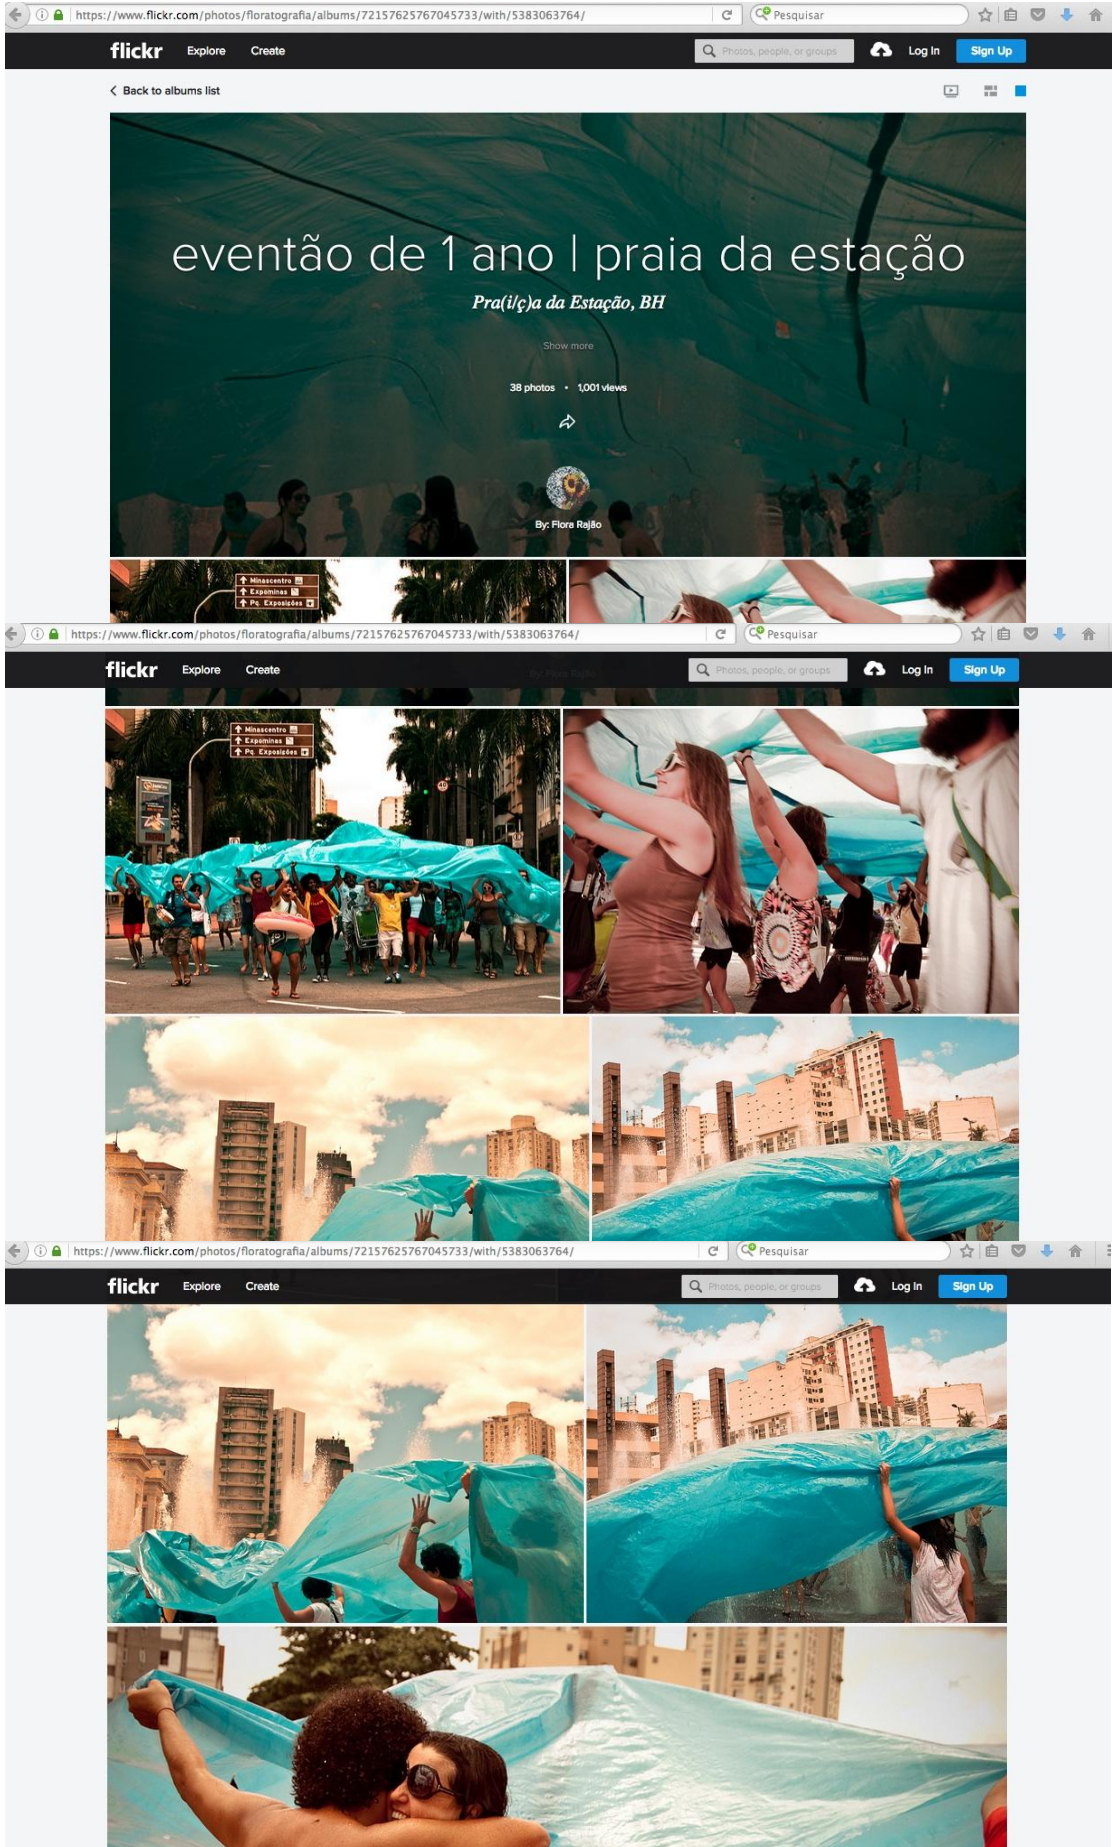 https://www.flickr.com/photos/floratografia/albums/72157625767045733/with/5383063764/
Pesquisar
flickr Explore Create
Photos, people, or groups
Log In
Sign Up
Back to albums list
eventão de 1 ano | praia da estação
Pra(i/ç)a da Estação, BH
Show more
38 photos • 1,001 views
By: Flora Rajão
Minascentro
Expominas
Pq. Exposições
https://www.flickr.com/photos/floratografia/albums/72157625767045733/with/5383063764/
Pesquisar
flickr Explore Create
By: Flora Rajão
Photos, people, or groups
Log In
Sign Up
Minascentro
Expominas
Pq. Exposições
40
https://www.flickr.com/photos/floratografia/albums/72157625767045733/with/5383063764/
Pesquisar
flickr Explore Create
Photos, people, or groups
Log In
Sign Up